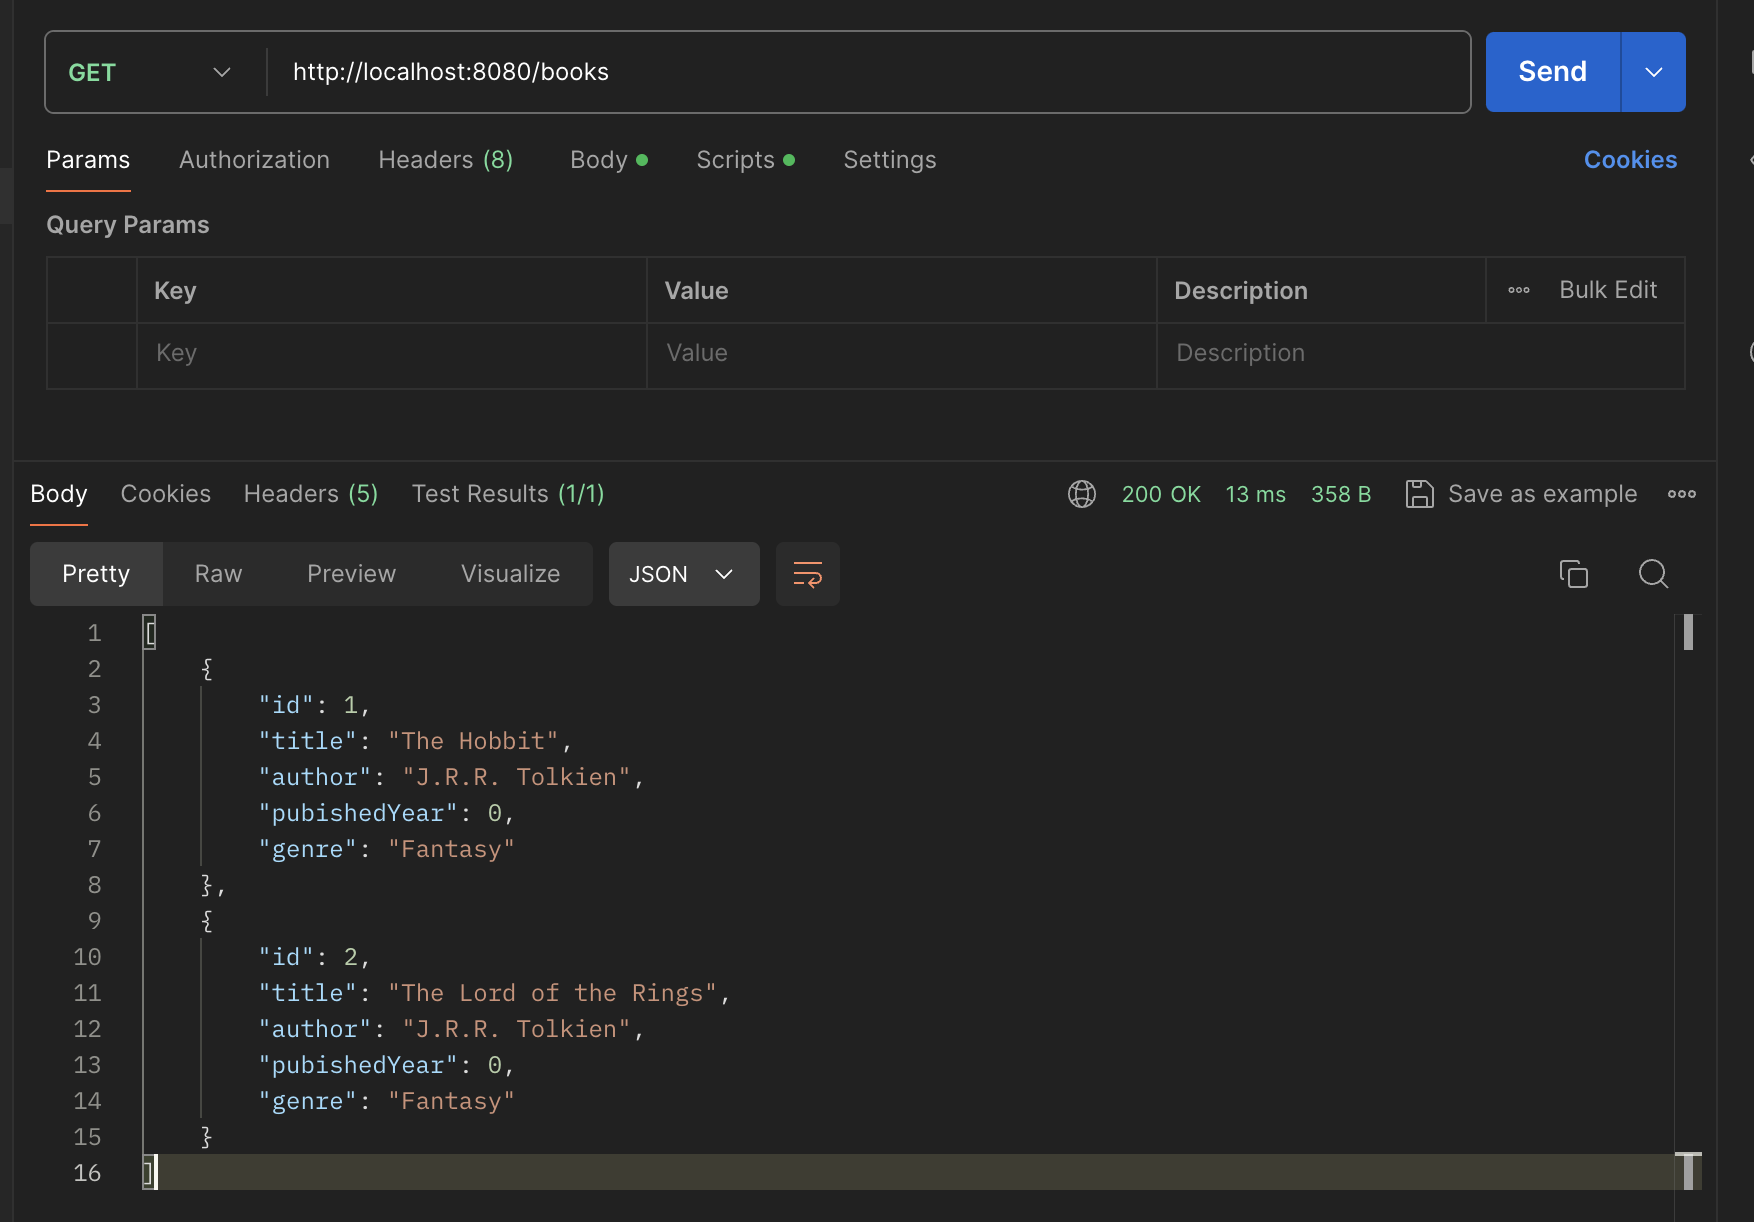 GET http://localhost:8080/books Send
Params Authorization Headers (8) Body Scripts Settings Cookies
Query Params
Key Value Description Bulk Edit
Key Value Description
Body Cookies Headers (5) Test Results (1/1) 200 OK 13 ms 358 B Save as example
Pretty Raw Preview Visualize JSON
1 [
2 {
3 "id": 1,
4 "title": "The Hobbit",
5 "author": "J.R.R. Tolkien",
6 "pubishedYear": 0,
7 "genre": "Fantasy"
8 },
9 {
10 "id": 2,
11 "title": "The Lord of the Rings",
12 "author": "J.R.R. Tolkien",
13 "pubishedYear": 0,
14 "genre": "Fantasy"
15 }
16 ]